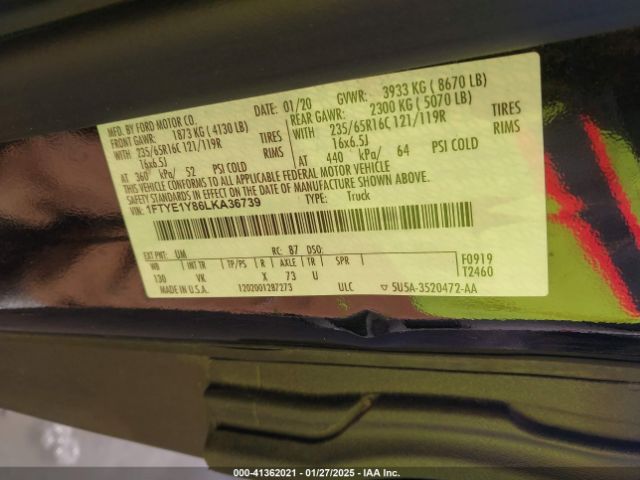 MFD. BY FORD MOTOR CO. DATE: 01/20 GVWR: 3933 KG ( 8670 LB)
FRONT GAWR: 1873 KG ( 4130 LB) REAR GAWR: 2300 KG ( 5070 LB)
WITH 235/65R16C 121/119R TIRES WITH 235/65R16C 121/119R TIRES
16x6.5J RIMS 16x6.5J RIMS
AT 360 kPa/ 52 PSI COLD AT 440 kPa/ 64 PSI COLD
THIS VEHICLE CONFORMS TO ALL APPLICABLE FEDERAL MOTOR VEHICLE
SAFETY STANDARDS IN EFFECT ON THE DATE OF MANUFACTURE SHOWN ABOVE.
VIN: 1FTYE1Y86LKA36739 TYPE: Truck
EXT PNT: UM RC: 87 DSO:
WB INT TR TP/PS R AXLE TR SPR F0919
130 VK X 73 U T2460
MADE IN U.S.A. 1202001287273 ULC ▽ 5U5A-3520472-AA
000-41362021 - 01/27/2025 - IAA Inc.